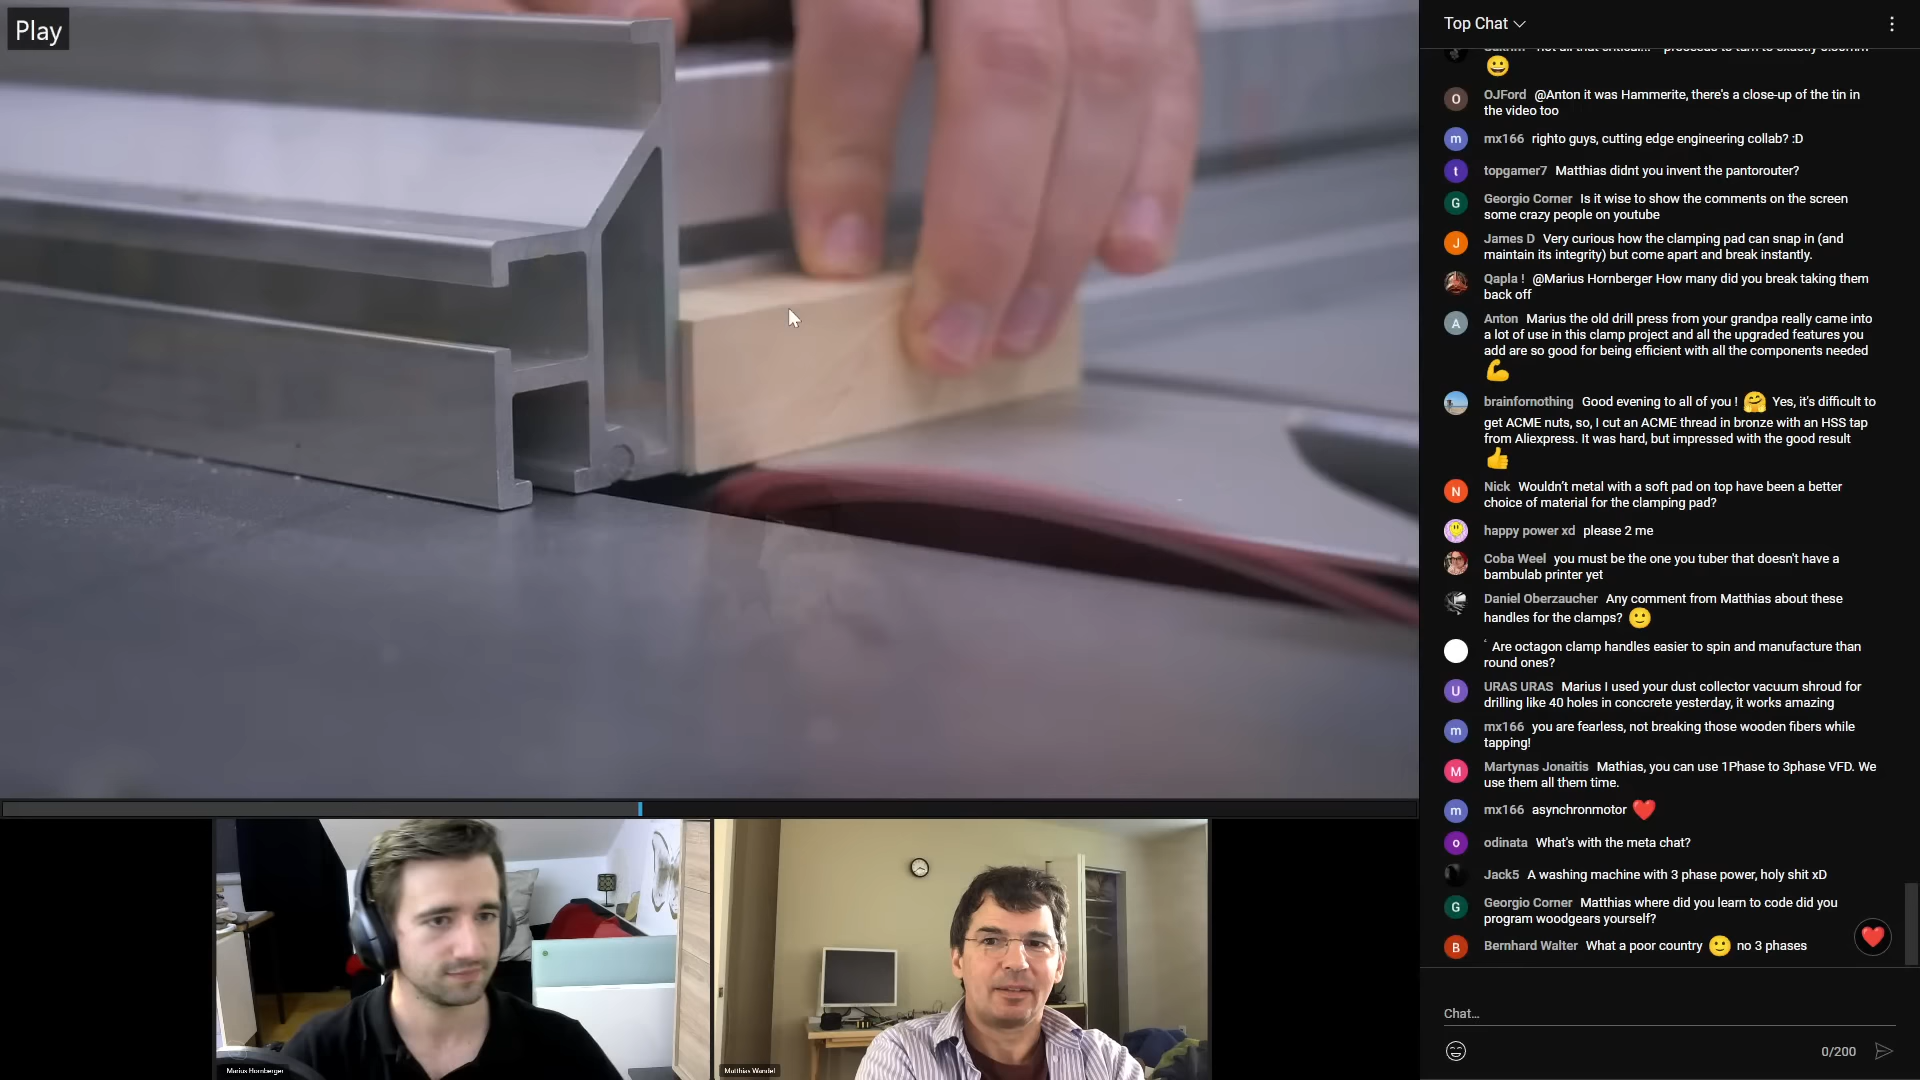 Play
Top Chat
OJFord @Anton it was Hammerite, there's a close-up of the tin in
the video too
mx166 righto guys, cutting edge engineering collab? :D
topgamer7 Matthias didnt you invent the pantorouter?
Georgio Corner Is it wise to show the comments on the screen
some crazy people on youtube
James D Very curious how the clamping pad can snap in (and
maintain its integrity) but come apart and break instantly.
Qapla ! @Marius Hornberger How many did you break taking them
back off
Anton Marius the old drill press from your grandpa really came into
a lot of use in this clamp project and all the upgraded features you
add are so good for being efficient with all the components needed
💪
brainfornothing Good evening to all of you ! 🤗 Yes, it's difficult to
get ACME nuts, so, I cut an ACME thread in bronze with an HSS tap
from Aliexpress. It was hard, but impressed with the good result
👍
Nick Wouldn't metal with a soft pad on top have been a better
choice of material for the clamping pad?
happy power xd please 2 me
Coba Weel you must be the one you tuber that doesn't have a
bambulab printer yet
Daniel Oberzaucher Any comment from Matthias about these
handles for the clamps? 🙂
Are octagon clamp handles easier to spin and manufacture than
round ones?
URAS URAS Marius I used your dust collector vacuum shroud for
drilling like 40 holes in conccrete yesterday, it works amazing
mx166 you are fearless, not breaking those wooden fibers while
tapping!
Martynas Jonaitis Mathias, you can use 1Phase to 3phase VFD. We
use them all them time.
mx166 asynchronmotor ❤️
odinata What's with the meta chat?
Jack5 A washing machine with 3 phase power, holy shit xD
Georgio Corner Matthias where did you learn to code did you
program woodgears yourself?
Bernhard Walter What a poor country 🙂 no 3 phases
Chat...
0/200
Marius Hornberger
Matthias Wandel